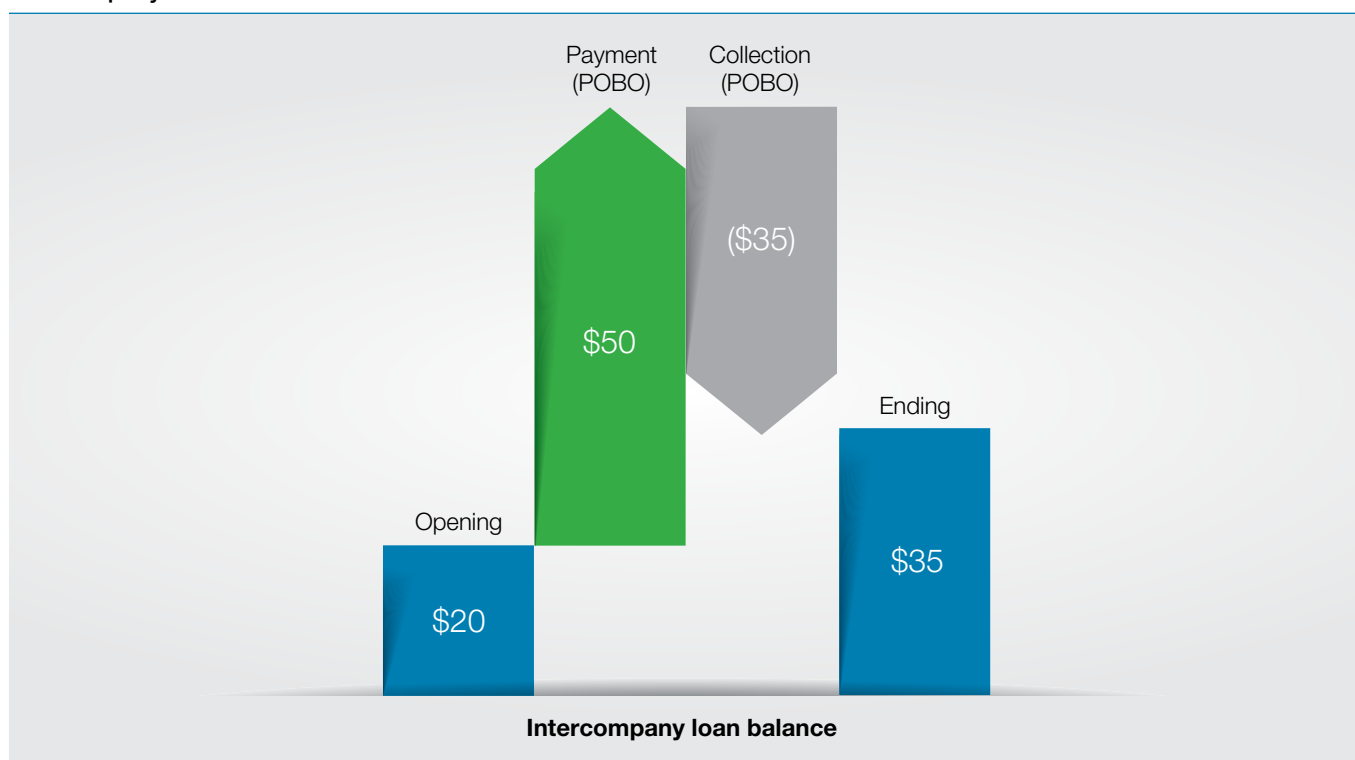 Payment
(POBO)
Collection
(POBO)
($35)
$50
Ending
Opening
$35
$20
Intercompany loan balance